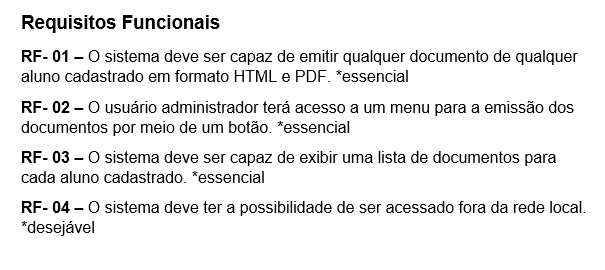 Requisitos Funcionais
RF- 01 – O sistema deve ser capaz de emitir qualquer documento de qualquer
aluno cadastrado em formato HTML e PDF. *essencial
RF- 02 – O usuário administrador terá acesso a um menu para a emissão dos
documentos por meio de um botão. *essencial
RF- 03 – O sistema deve ser capaz de exibir uma lista de documentos para
cada aluno cadastrado. *essencial
RF- 04 – O sistema deve ter a possibilidade de ser acessado fora da rede local.
*desejável